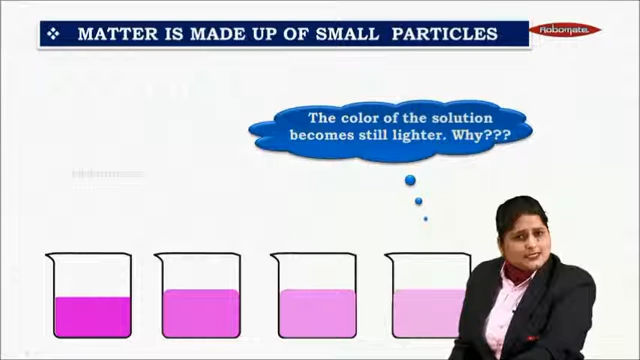 MATTER IS MADE UP OF SMALL PARTICLES
Robomate
The color of the solution
becomes still lighter. Why???